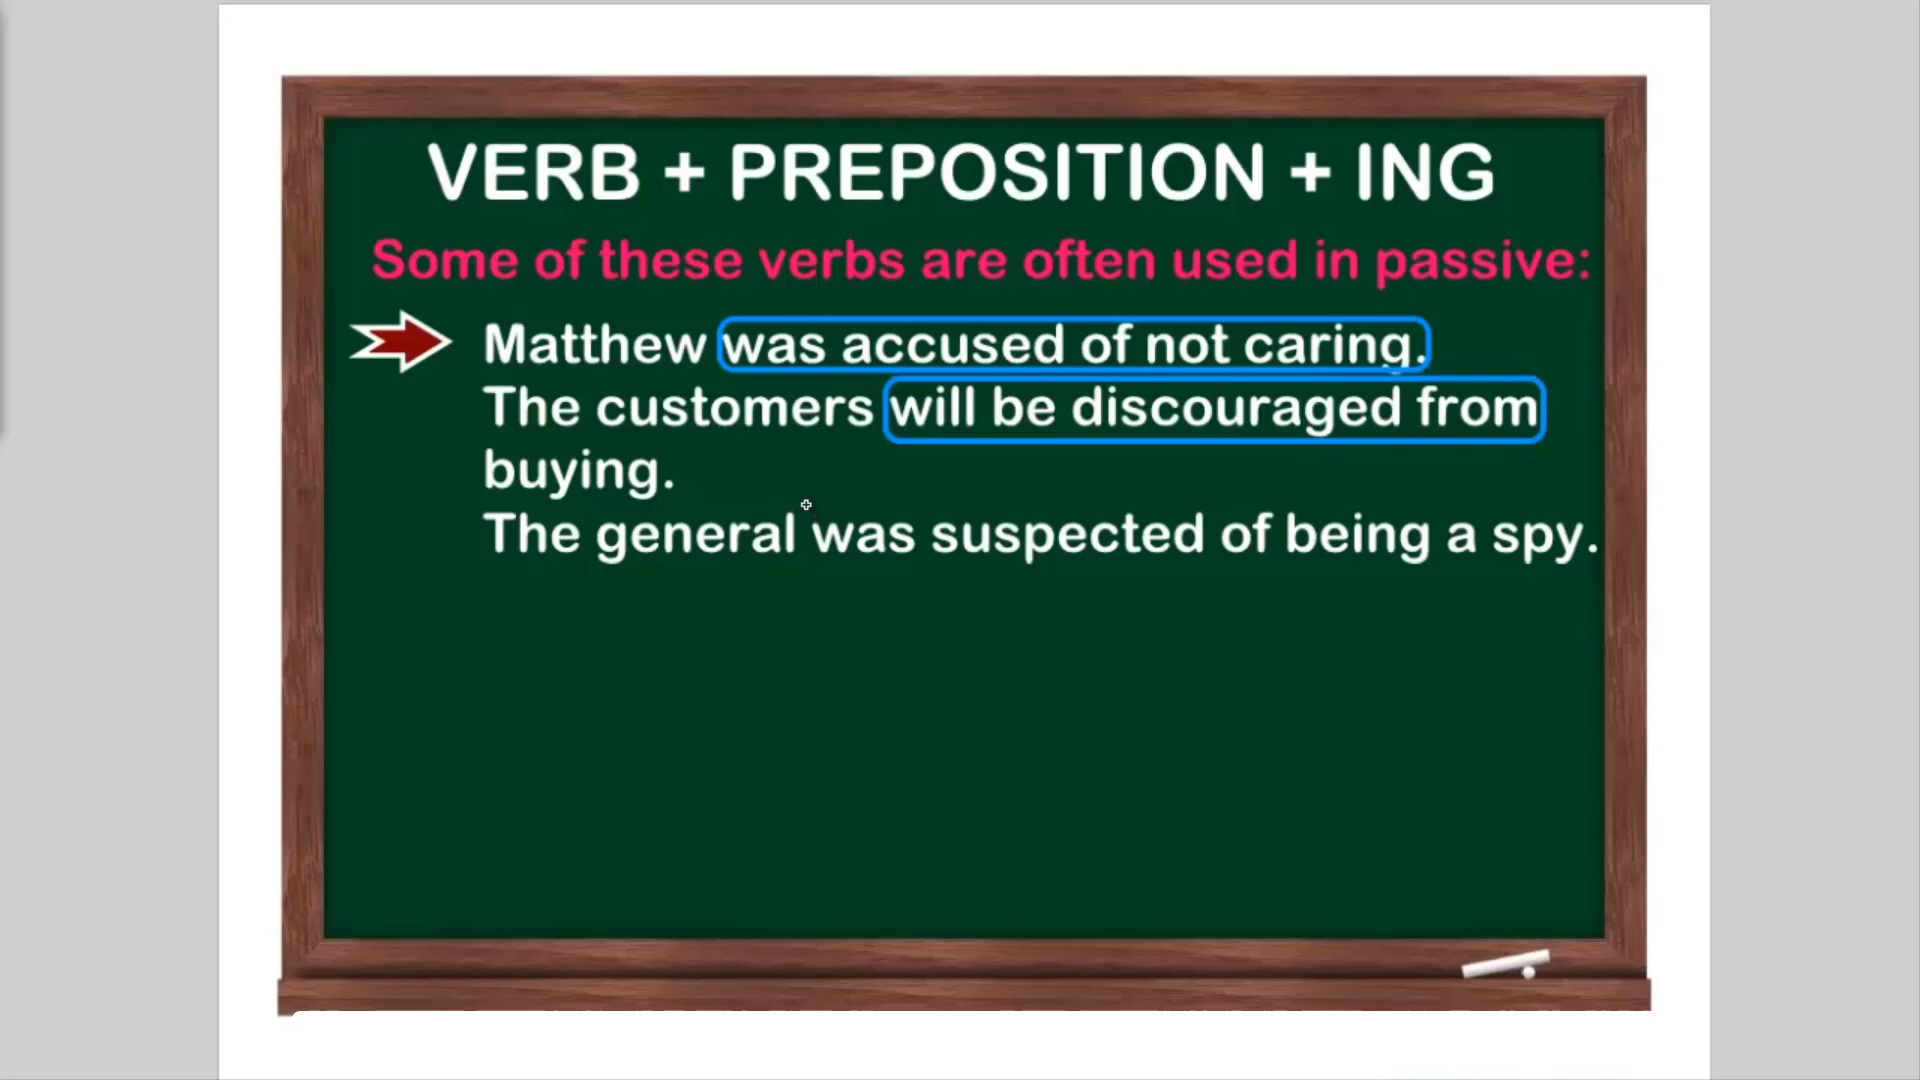 VERB + PREPOSITION + ING
Some of these verbs are often used in passive:
Matthew was accused of not caring.
The customers will be discouraged from
buying.
The general was suspected of being a spy.